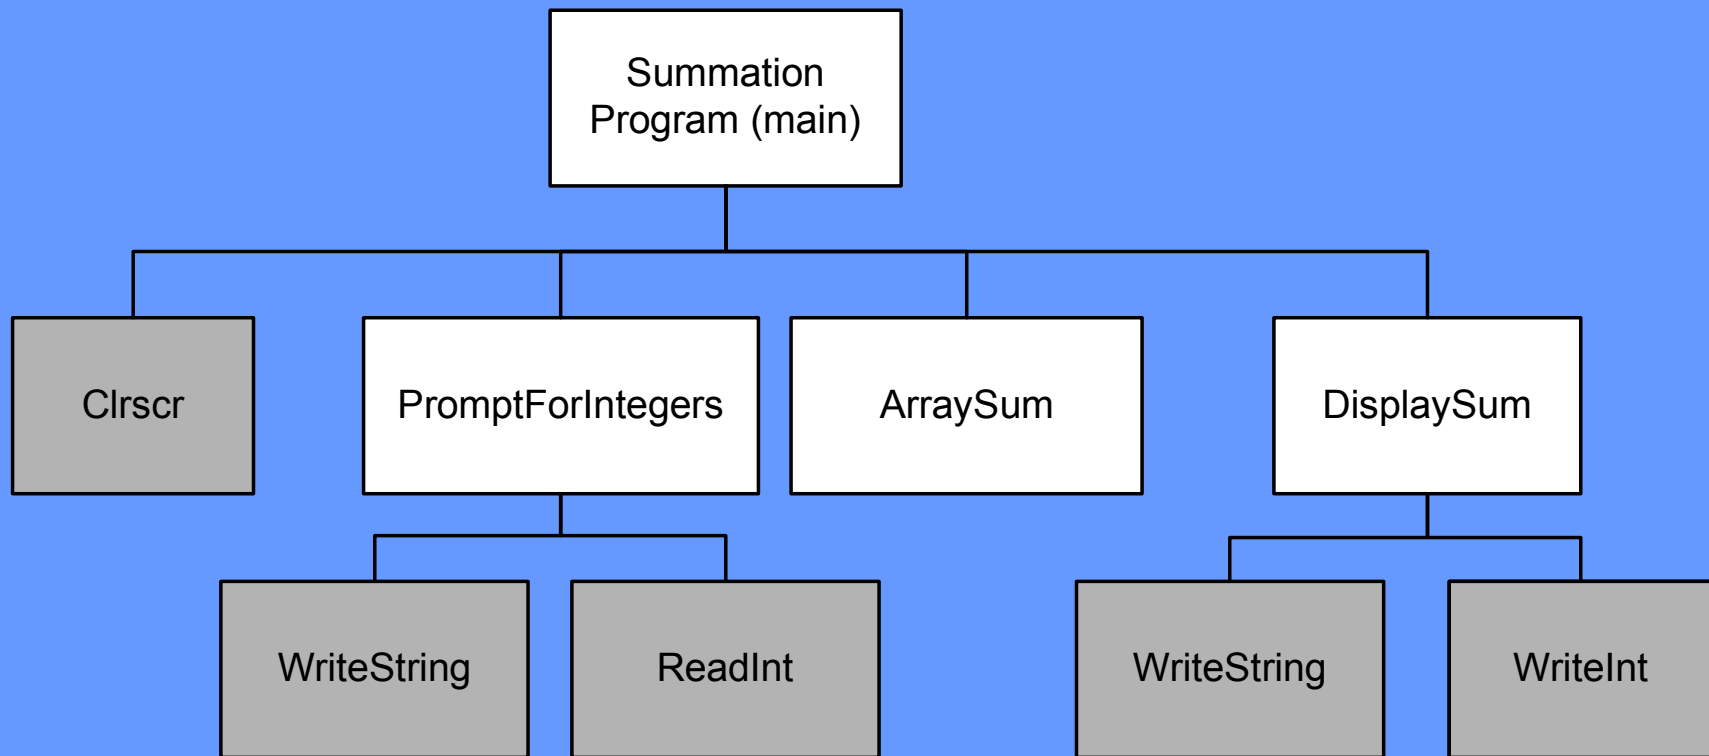 Summation
Program (main)
Clrscr
PromptForIntegers
ArraySum
DisplaySum
WriteString
ReadInt
WriteString
WriteInt